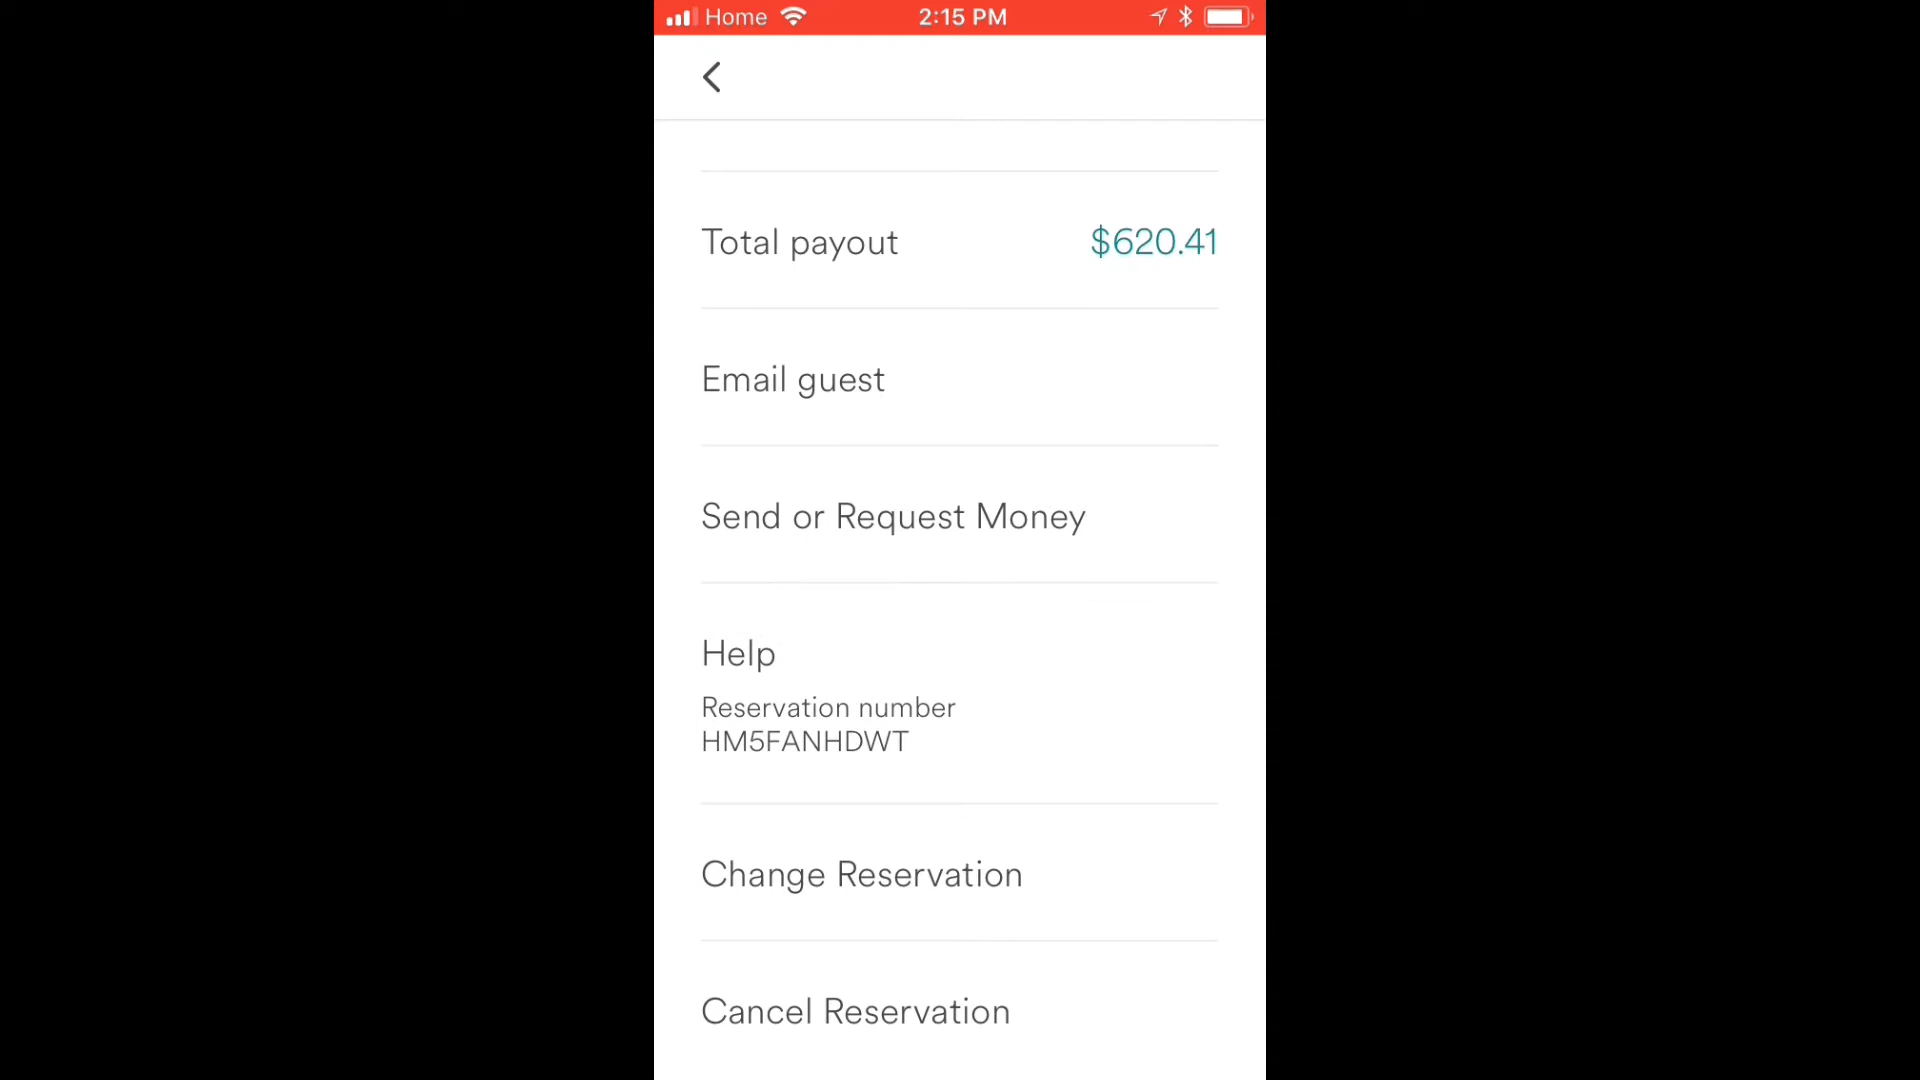 Home 2:15 PM
Total payout $620.41
Email guest
Send or Request Money
Help
Reservation number
HM5FANHDWT
Change Reservation
Cancel Reservation